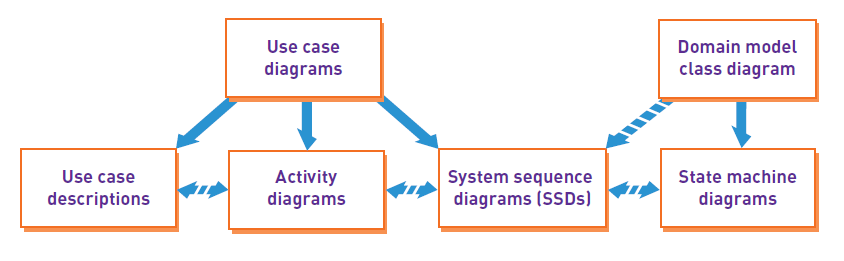 Use case
diagrams
Domain model
class diagram
Use case
descriptions
Activity
diagrams
System sequence
diagrams (SSDs)
State machine
diagrams